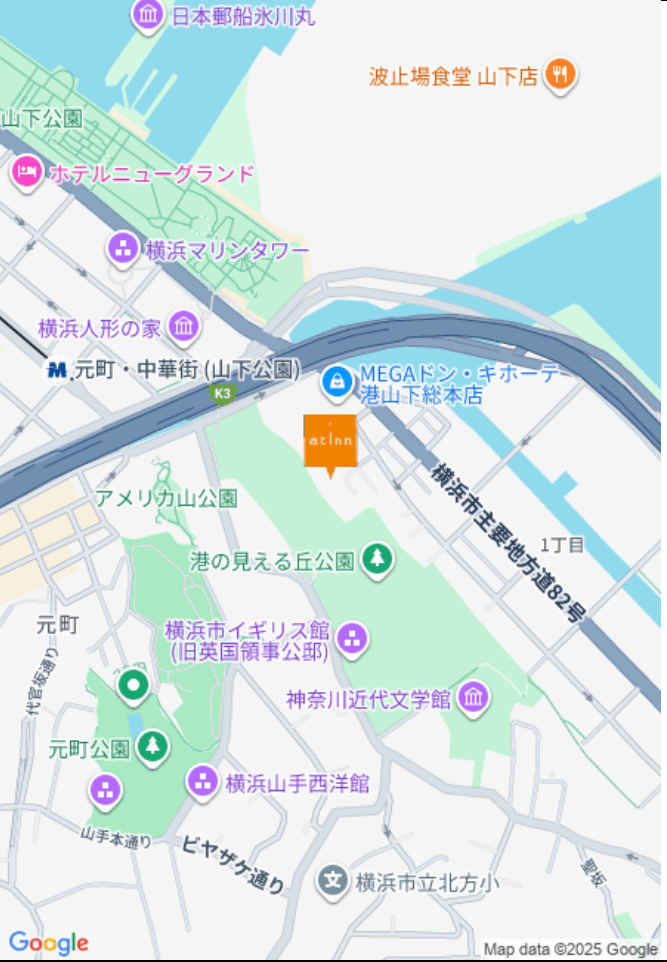 日本郵船氷川丸
波止場食堂 山下店
山下公園
ホテルニューグランド
横浜マリンタワー
横浜人形の家
元町・中華街 (山下公園)
MEGAドン・キホーテ
港山下総本店
K3
atInn
横浜市主要地方道82号
アメリカ山公園
1丁目
港の見える丘公園
元町
横浜市イギリス館
(旧英国領事公邸)
代官坂通り
神奈川近代文学館
元町公園
横浜山手西洋館
山手本通り
ビヤザケ通り
文
横浜市立北方小
聖坂
Google
Map data ©2025 Google